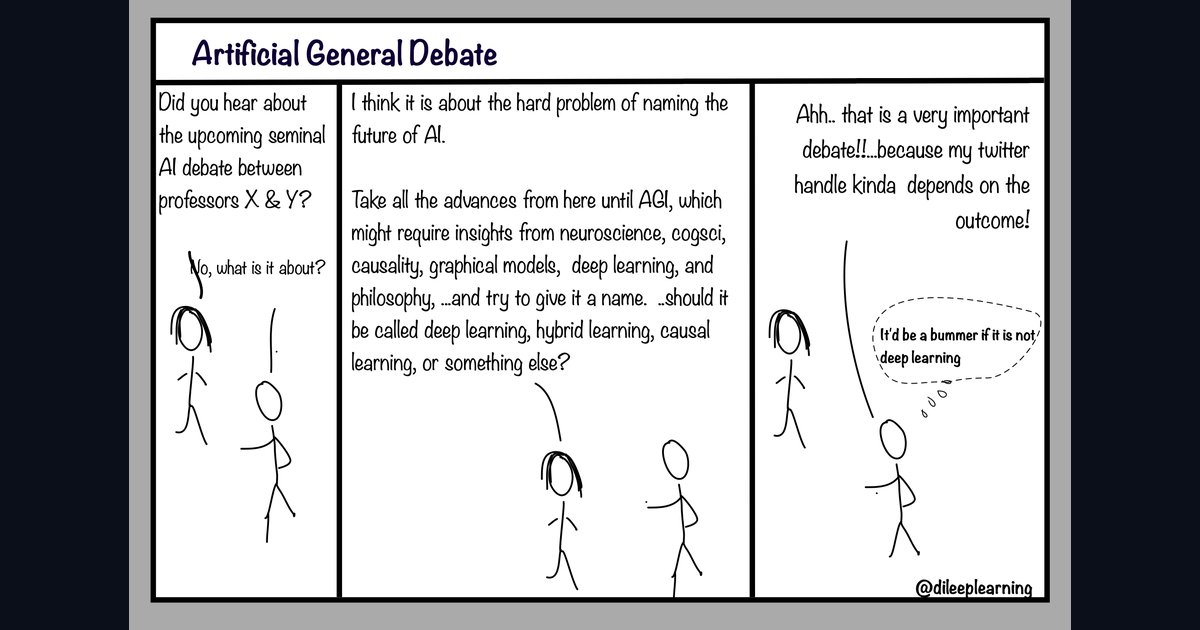 Artificial General Debate
Did you hear about
the upcoming seminal
AI debate between
professors X & Y?
No, what is it about?
I think it is about the hard problem of naming the
future of AI.
Take all the advances from here until AGI, which
might require insights from neuroscience, cogsci,
causality, graphical models,  deep learning, and
philosophy, ...and try to give it a name.  ..should it
be called deep learning, hybrid learning, causal
learning, or something else?
Ahh.. that is a very important
debate!!...because my twitter
handle kinda  depends on the
outcome!
It'd be a bummer if it is not
deep learning
@dileeplearning